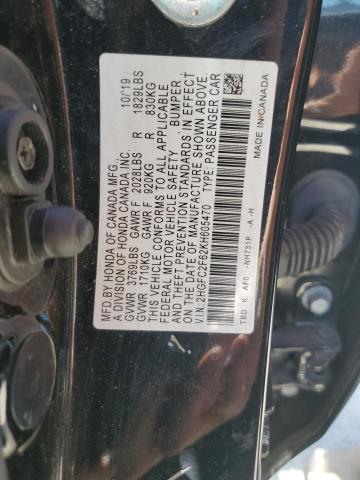 MFD. BY HONDA OF CANADA MFG., 10/19
A DIVISION OF HONDA CANADA INC.
GVWR 3769LBS GAWR F 2028LBS R 1829LBS
GVWR 1710KG GAWR F 920KG R 830KG
THIS VEHICLE CONFORMS TO ALL APPLICABLE
FEDERAL MOTOR VEHICLE SAFETY, BUMPER,
AND THEFT PREVENTION STANDARDS IN EFFECT
ON THE DATE OF MANUFACTURE SHOWN ABOVE.
V.I.N. 2HGFC2F62KH605470 TYPE: PASSENGER CAR
TBD K AF6 NH731P -A -H
MADE IN CANADA